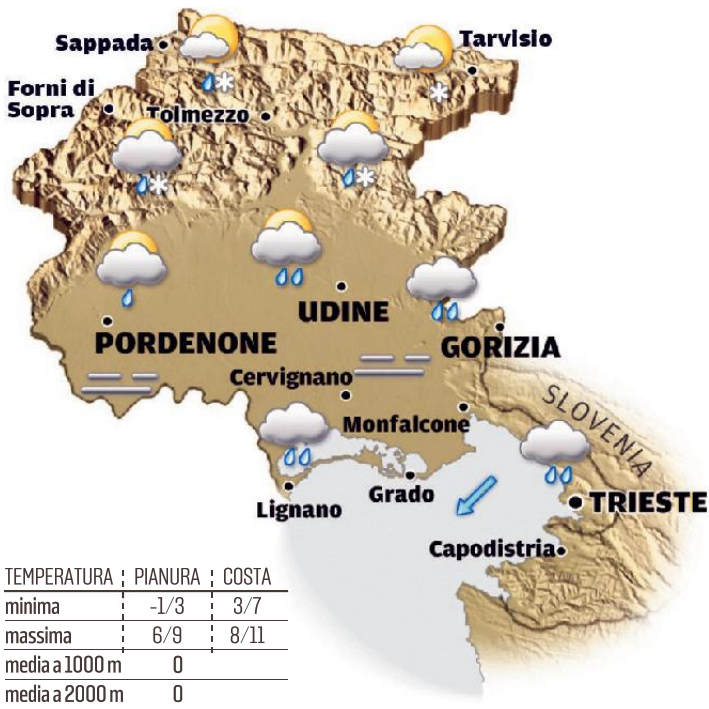 Sappada
Tarvisio
Forni di
Sopra
Tolmezzo
UDINE
PORDENONE
GORIZIA
Cervignano
SLOVENIA
Monfalcone
Lignano
Grado
TRIESTE
Capodistria
TEMPERATURA PIANURA COSTA
minima -1/3 3/7
massima 6/9 8/11
media a 1000 m 0
media a 2000 m 0